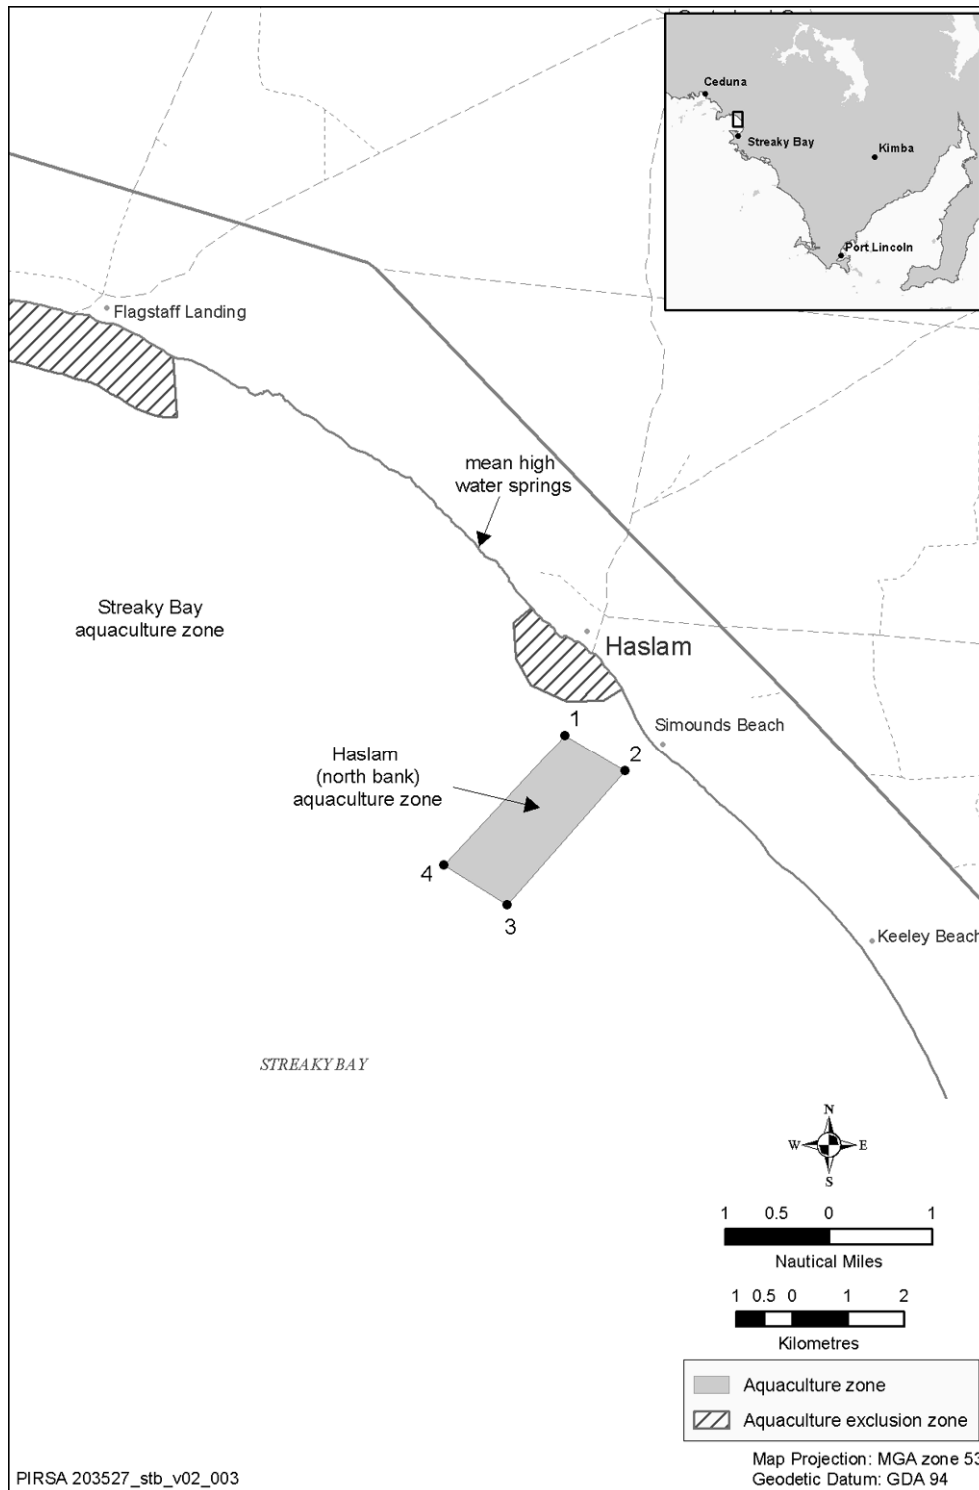 Ceduna
Streaky Bay
Kimba
Port Lincoln
Flagstaff Landing
mean high
water springs
Streaky Bay
aquaculture zone
Haslam
1
Simounds Beach
2
Haslam
(north bank)
aquaculture zone
4
3
Keeley Beach
STREAKY BAY
N
W
E
S
1 0.5 0 1
Nautical Miles
1 0.5 0 1 2
Kilometres
Aquaculture zone
Aquaculture exclusion zone
Map Projection: MGA zone 53
Geodetic Datum: GDA 94
PIRSA 203527_stb_v02_003